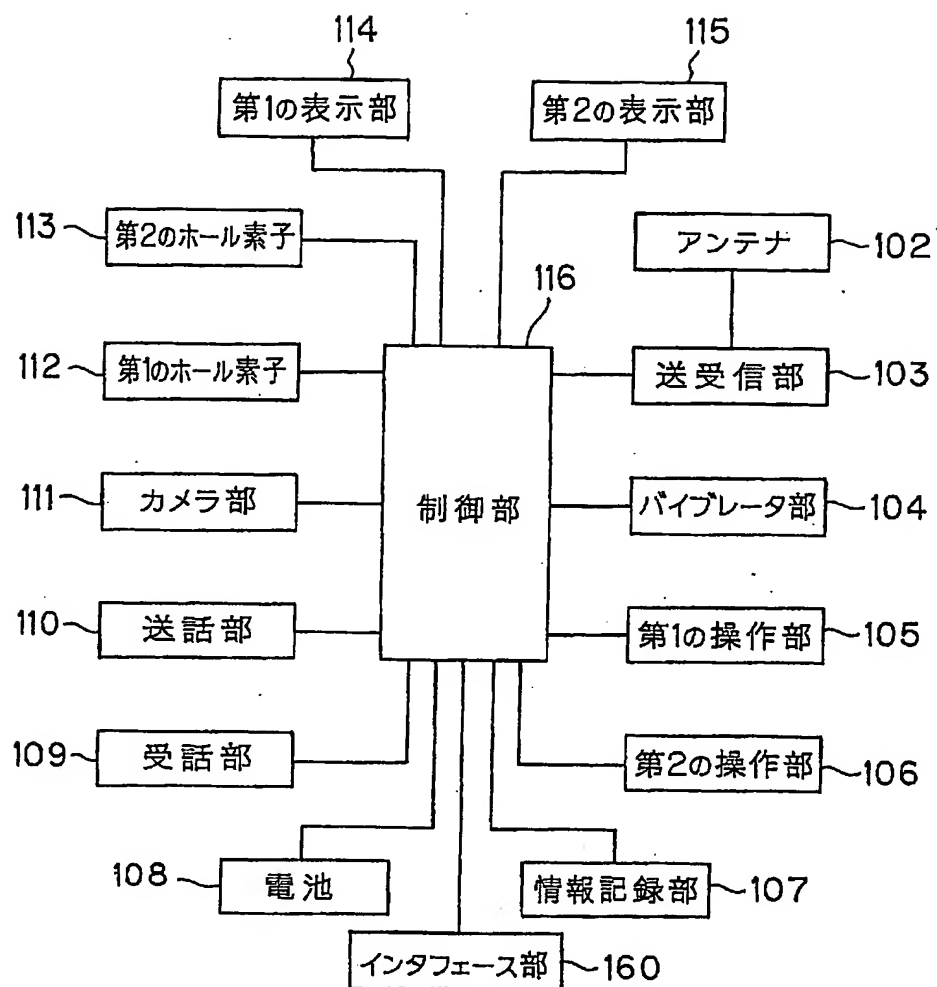 114
115
第1の表示部
第2の表示部
113
第2のホール素子
アンテナ
102
116
112
第1のホール素子
送受信部
103
111
カメラ部
制御部
バイブレータ部
104
110
送話部
第1の操作部
105
109
受話部
第2の操作部
106
108
電池
情報記録部
107
インタフェース部
160